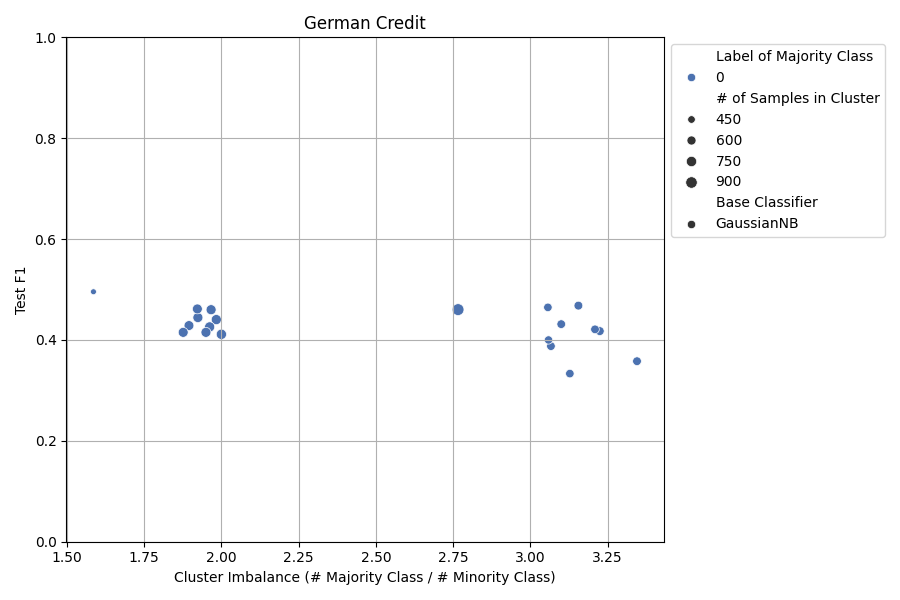 German Credit
Test F1
1.0
0.8
0.6
0.4
0.2
0.0
1.50 1.75 2.00 2.25 2.50 2.75 3.00 3.25
Cluster Imbalance (# Majority Class / # Minority Class)
Label of Majority Class
0
# of Samples in Cluster
450
600
750
900
Base Classifier
GaussianNB